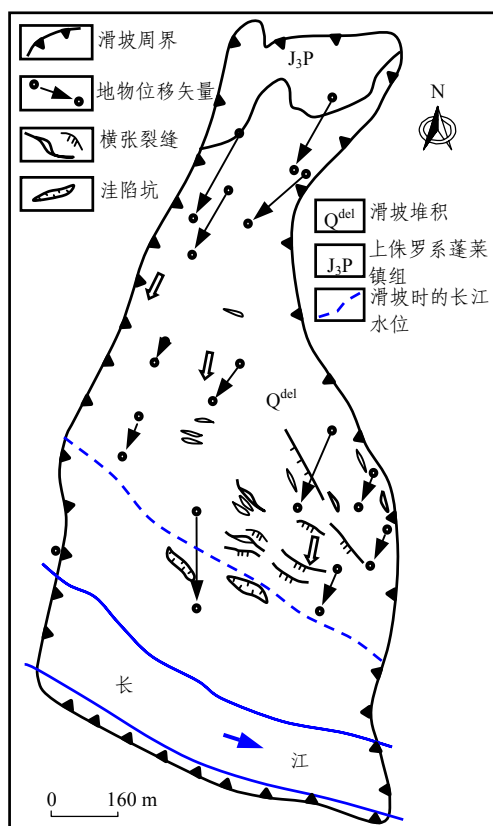 滑坡周界
地物位移矢量
横张裂缝
洼陷坑
J₃P
N
Qdel
滑坡堆积
J₃P
上侏罗系蓬莱
镇组
滑坡时的长江
水位
Qdel
长
江
0
160 m